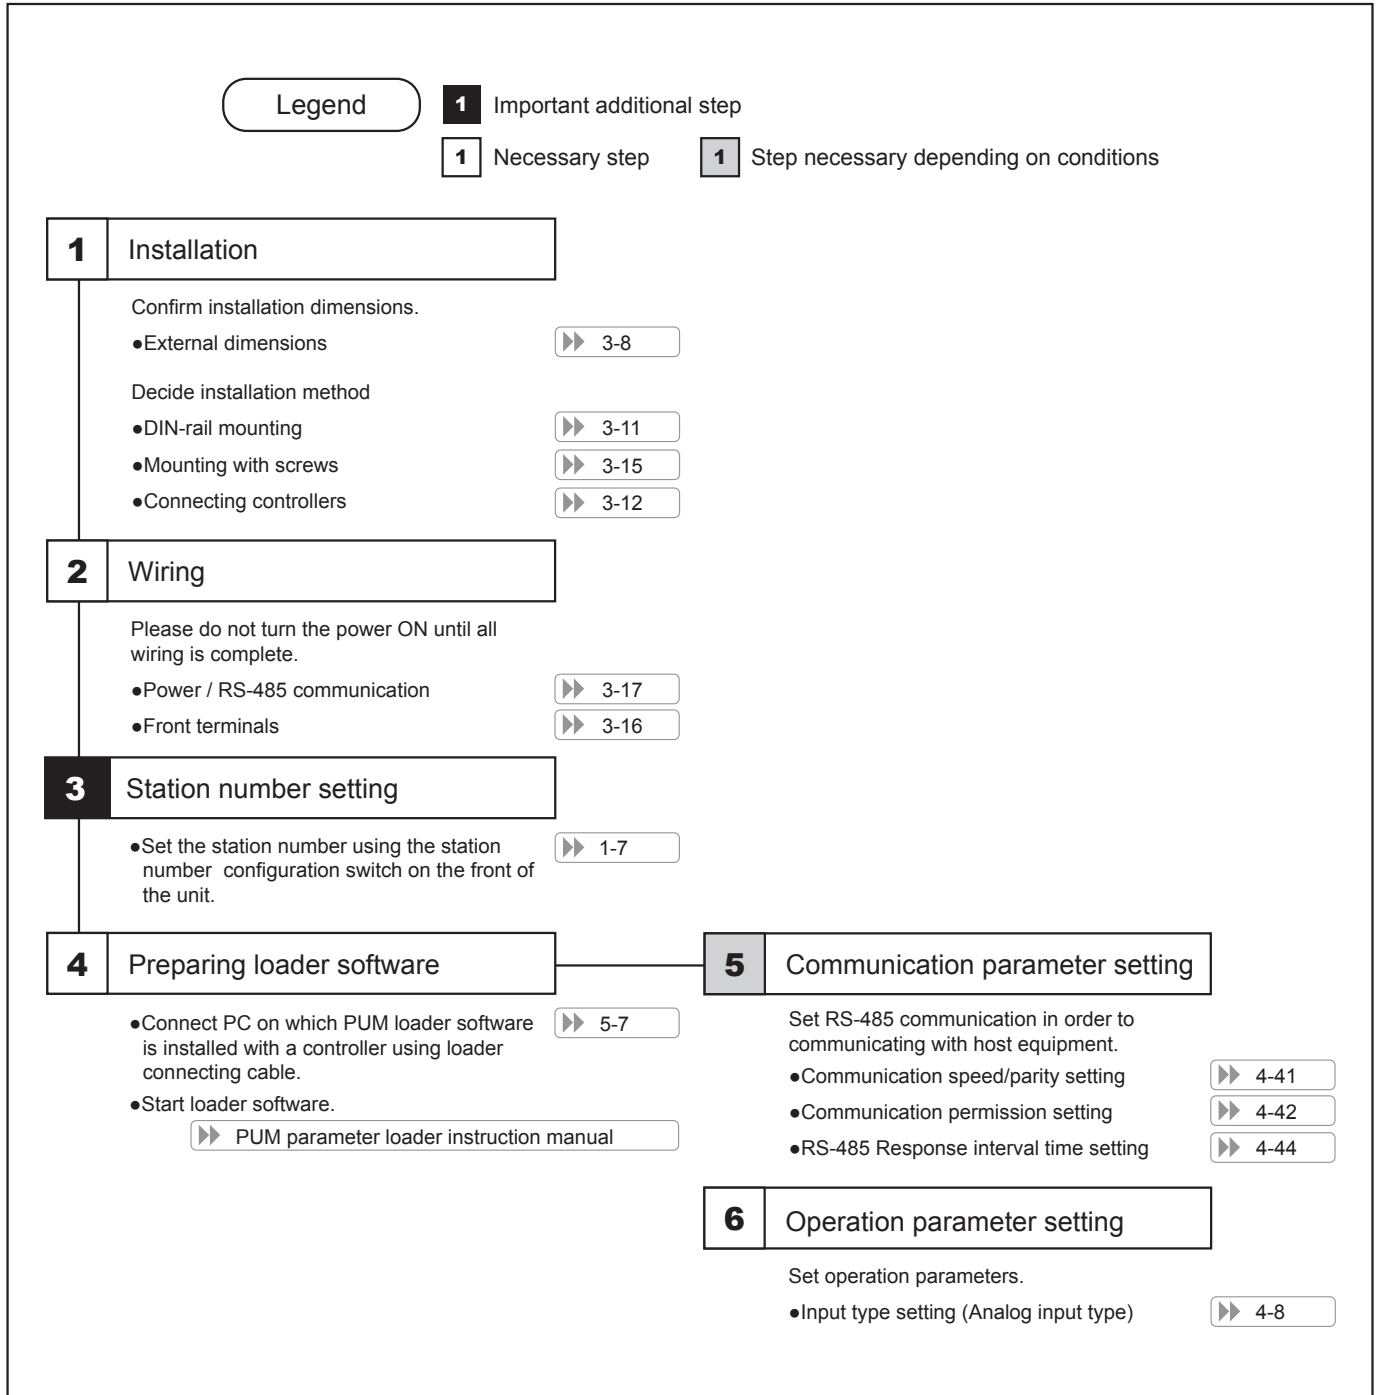 Legend
1 Important additional step
1 Necessary step
1 Step necessary depending on conditions
1 Installation
Confirm installation dimensions.
●External dimensions 3-8
Decide installation method
●DIN-rail mounting 3-11
●Mounting with screws 3-15
●Connecting controllers 3-12
2 Wiring
Please do not turn the power ON until all
wiring is complete.
●Power / RS-485 communication 3-17
●Front terminals 3-16
3 Station number setting
●Set the station number using the station 1-7
number configuration switch on the front of
the unit.
4 Preparing loader software
●Connect PC on which PUM loader software 5-7
is installed with a controller using loader
connecting cable.
●Start loader software.
PUM parameter loader instruction manual
5 Communication parameter setting
Set RS-485 communication in order to
communicating with host equipment.
●Communication speed/parity setting 4-41
●Communication permission setting 4-42
●RS-485 Response interval time setting 4-44
6 Operation parameter setting
Set operation parameters.
●Input type setting (Analog input type) 4-8